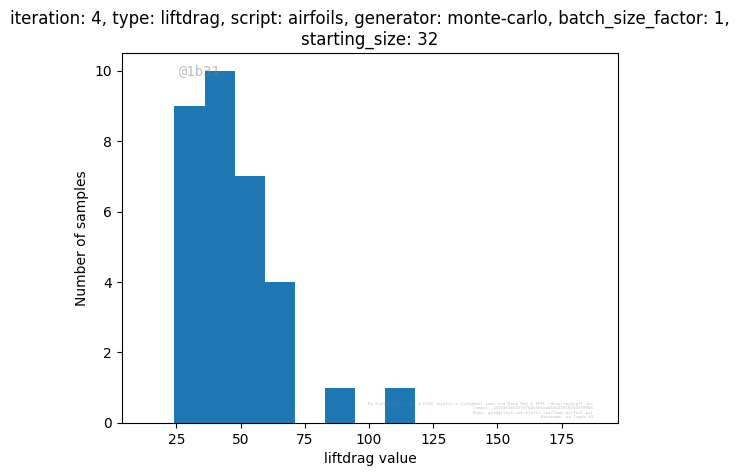 iteration: 4, type: liftdrag, script: airfoils, generator: monte-carlo, batch_size_factor: 1,
starting_size: 32
@1b31
10
8
6
4
2
0
Number of samples
25 50 75 100 125 150 175
liftdrag value